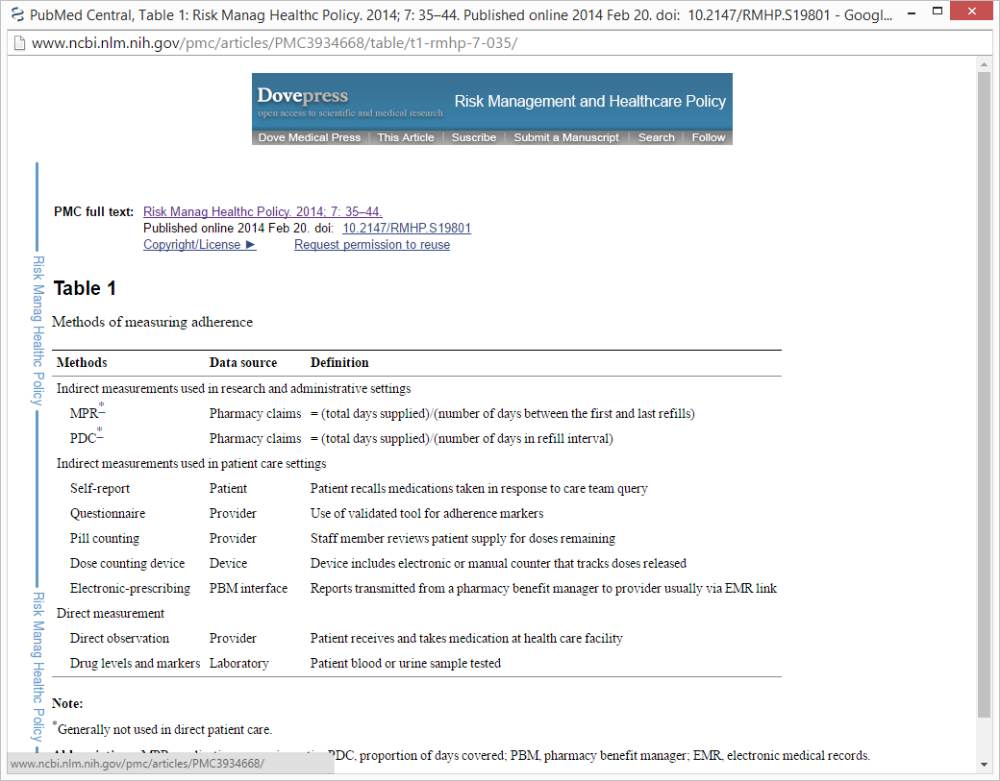 PubMed Central, Table 1: Risk Manag Healthc Policy. 2014; 7: 35–44. Published online 2014 Feb 20. doi: 10.2147/RMHP.S19801 - Googl...
www.ncbi.nlm.nih.gov/pmc/articles/PMC3934668/table/t1-rmhp-7-035/
Dovepress
open access to scientific and medical research
Risk Management and Healthcare Policy
Dove Medical Press | This Article | Suscribe | Submit a Manuscript | Search | Follow
PMC full text: Risk Manag Healthc Policy. 2014; 7: 35–44.
Published online 2014 Feb 20. doi: 10.2147/RMHP.S19801
Copyright/License ► Request permission to reuse
Risk Manag Healthc Policy
Risk Manag Healthc Policy
Table 1
Methods of measuring adherence
Methods Data source Definition
Indirect measurements used in research and administrative settings
MPR* Pharmacy claims = (total days supplied)/(number of days between the first and last refills)
PDC* Pharmacy claims = (total days supplied)/(number of days in refill interval)
Indirect measurements used in patient care settings
Self-report Patient Patient recalls medications taken in response to care team query
Questionnaire Provider Use of validated tool for adherence markers
Pill counting Provider Staff member reviews patient supply for doses remaining
Dose counting device Device Device includes electronic or manual counter that tracks doses released
Electronic-prescribing PBM interface Reports transmitted from a pharmacy benefit manager to provider usually via EMR link
Direct measurement
Direct observation Provider Patient receives and takes medication at health care facility
Drug levels and markers Laboratory Patient blood or urine sample tested
Note:
*Generally not used in direct patient care.
PDC, proportion of days covered; PBM, pharmacy benefit manager; EMR, electronic medical records.
www.ncbi.nlm.nih.gov/pmc/articles/PMC3934668/